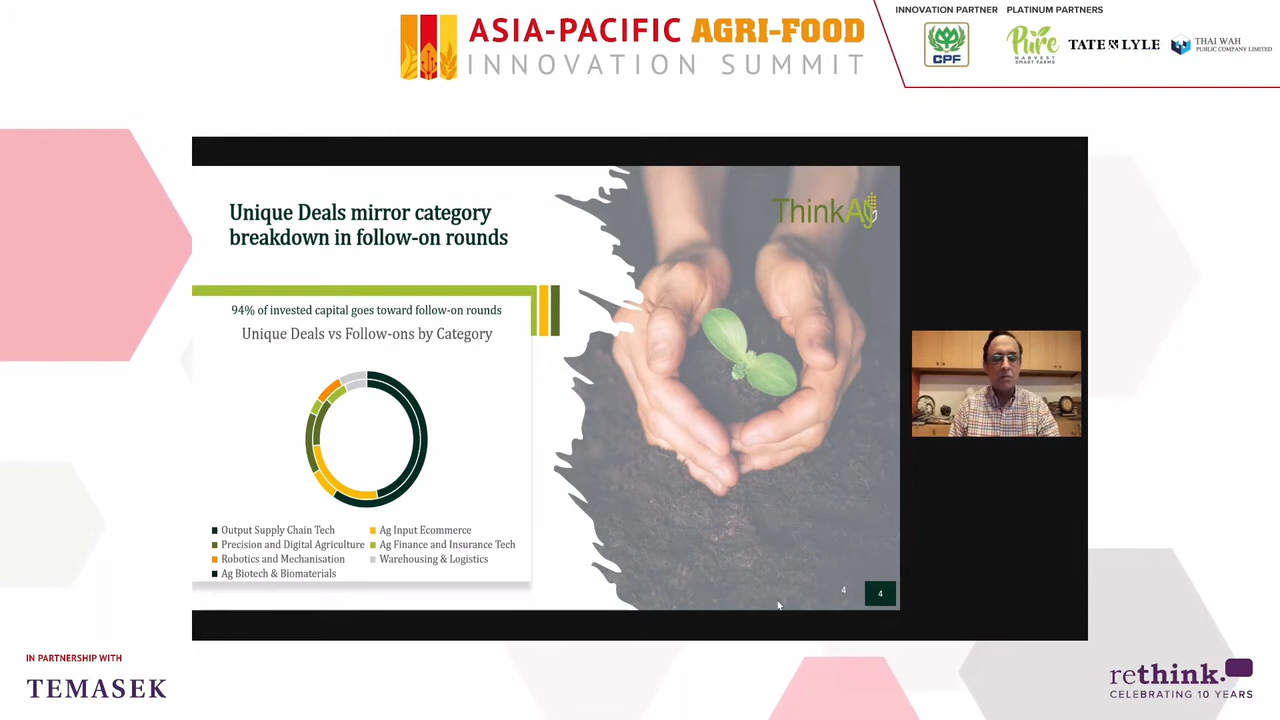 ASIA-PACIFIC AGRI-FOOD
INNOVATION SUMMIT
INNOVATION PARTNER
PLATINUM PARTNERS
CPF
Pure
HARVEST
SMART FARMS
TATE & LYLE
THAI WAH
PUBLIC COMPANY LIMITED
Unique Deals mirror category
breakdown in follow-on rounds
ThinkAg
94% of invested capital goes toward follow-on rounds
Unique Deals vs Follow-ons by Category
Output Supply Chain Tech
Ag Input Ecommerce
Precision and Digital Agriculture
Ag Finance and Insurance Tech
Robotics and Mechanisation
Warehousing & Logistics
Ag Biotech & Biomaterials
4
4
IN PARTNERSHIP WITH
TEMASEK
rethink.
CELEBRATING 10 YEARS